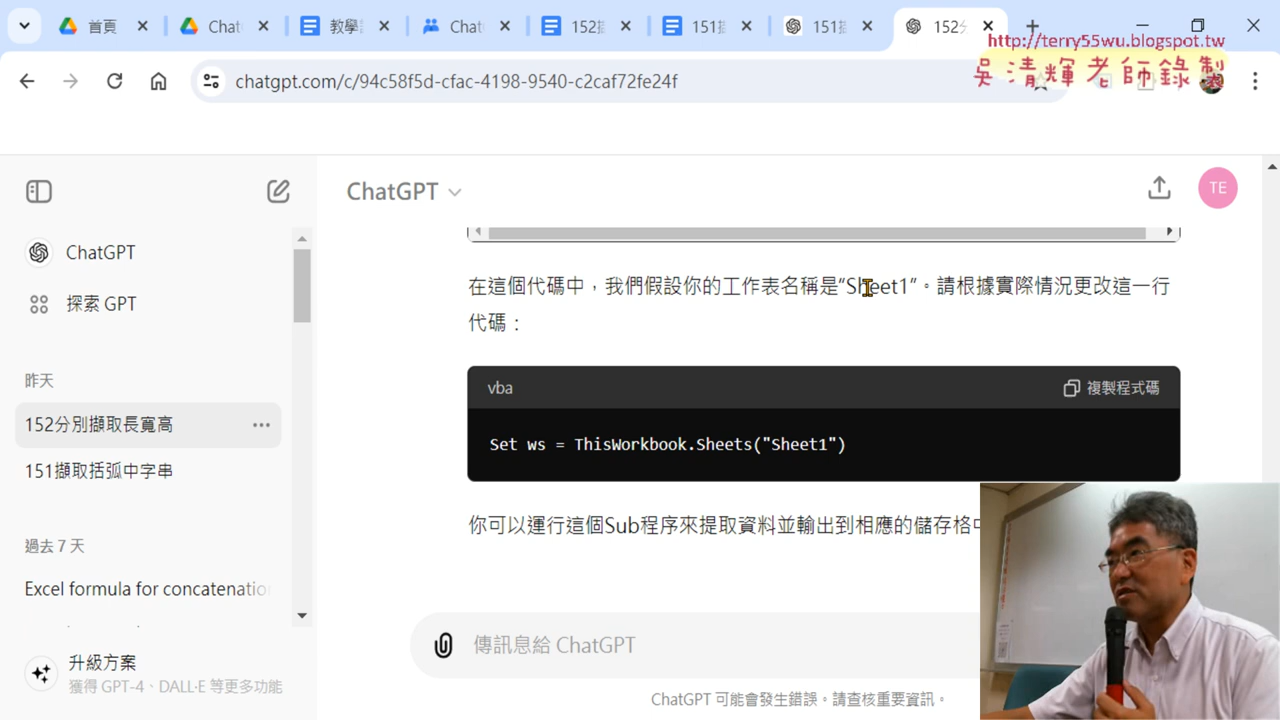 首頁
Chat
教學
Chat
152
151
151
152分
http://terry55wu.blogspot.tw
吳清輝老師錄製
chatgpt.com/c/94c58f5d-cfac-4193-9540-c2caf72fe24f
ChatGPT
TE
ChatGPT
探索 GPT
昨天
152分別擷取長寬高
151擷取括弧中字串
過去 7 天
Excel formula for concatenatio
升級方案
獲得 GPT-4、DALL·E 等更多功能
在這個代碼中，我們假設你的工作表名稱是“Sheet1”。請根據實際情況更改這一行
代碼：
vba
複製程式碼
Set ws = ThisWorkbook.Sheets("Sheet1")
你可以運行這個Sub程序來提取資料並輸出到相應的儲存格
傳訊息給 ChatGPT
ChatGPT 可能會發生錯誤。請查核重要資訊。